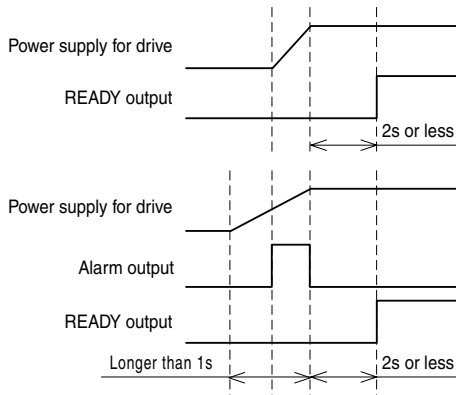 Power supply for drive
READY output
2s or less
Power supply for drive
Alarm output
READY output
Longer than 1s
2s or less